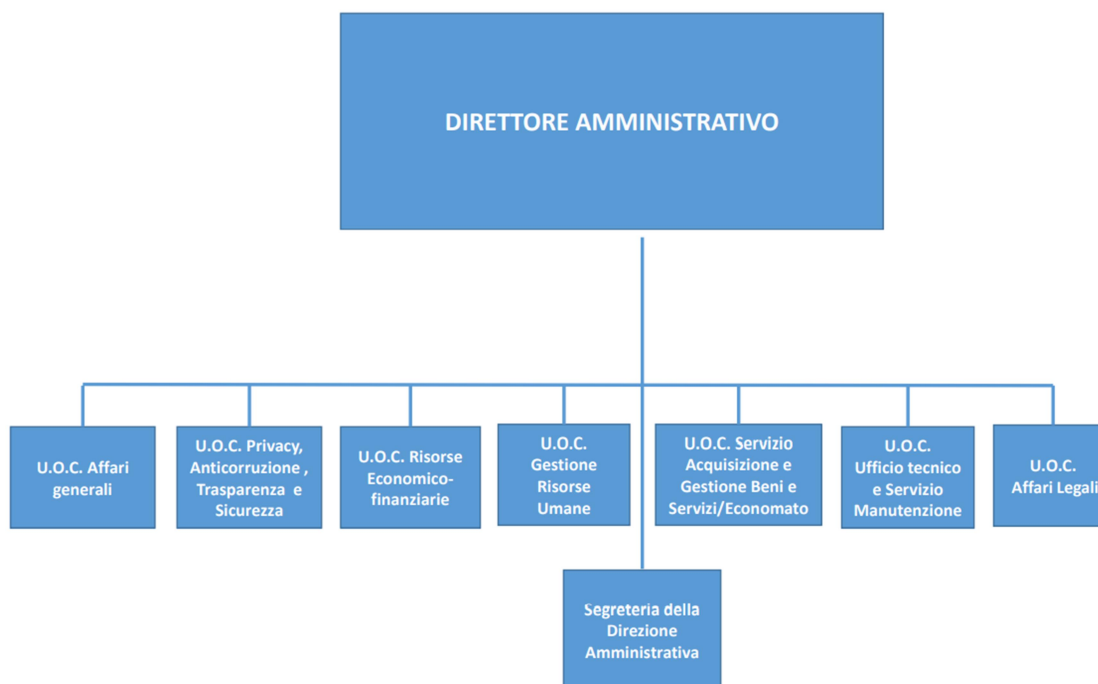 DIRETTORE AMMINISTRATIVO
U.O.C. Affari
generali
U.O.C. Privacy,
Anticorruzione ,
Trasparenza e
Sicurezza
U.O.C. Risorse
Economico-
finanziarie
U.O.C.
Gestione
Risorse
Umane
U.O.C. Servizio
Acquisizione e
Gestione Beni e
Servizi/Economato
U.O.C.
Ufficio tecnico
e Servizio
Manutenzione
U.O.C.
Affari Legali
Segreteria della
Direzione
Amministrativa